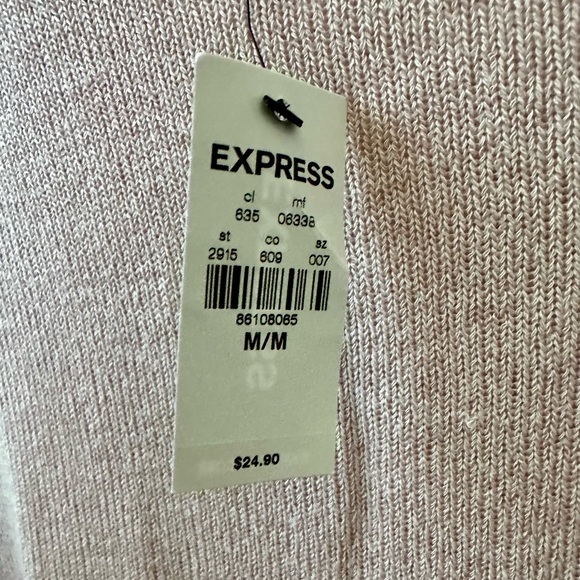 EXPRESS
cl mf
635 06338
st co sz
2915 609 007
86108065
M/M
$24.90